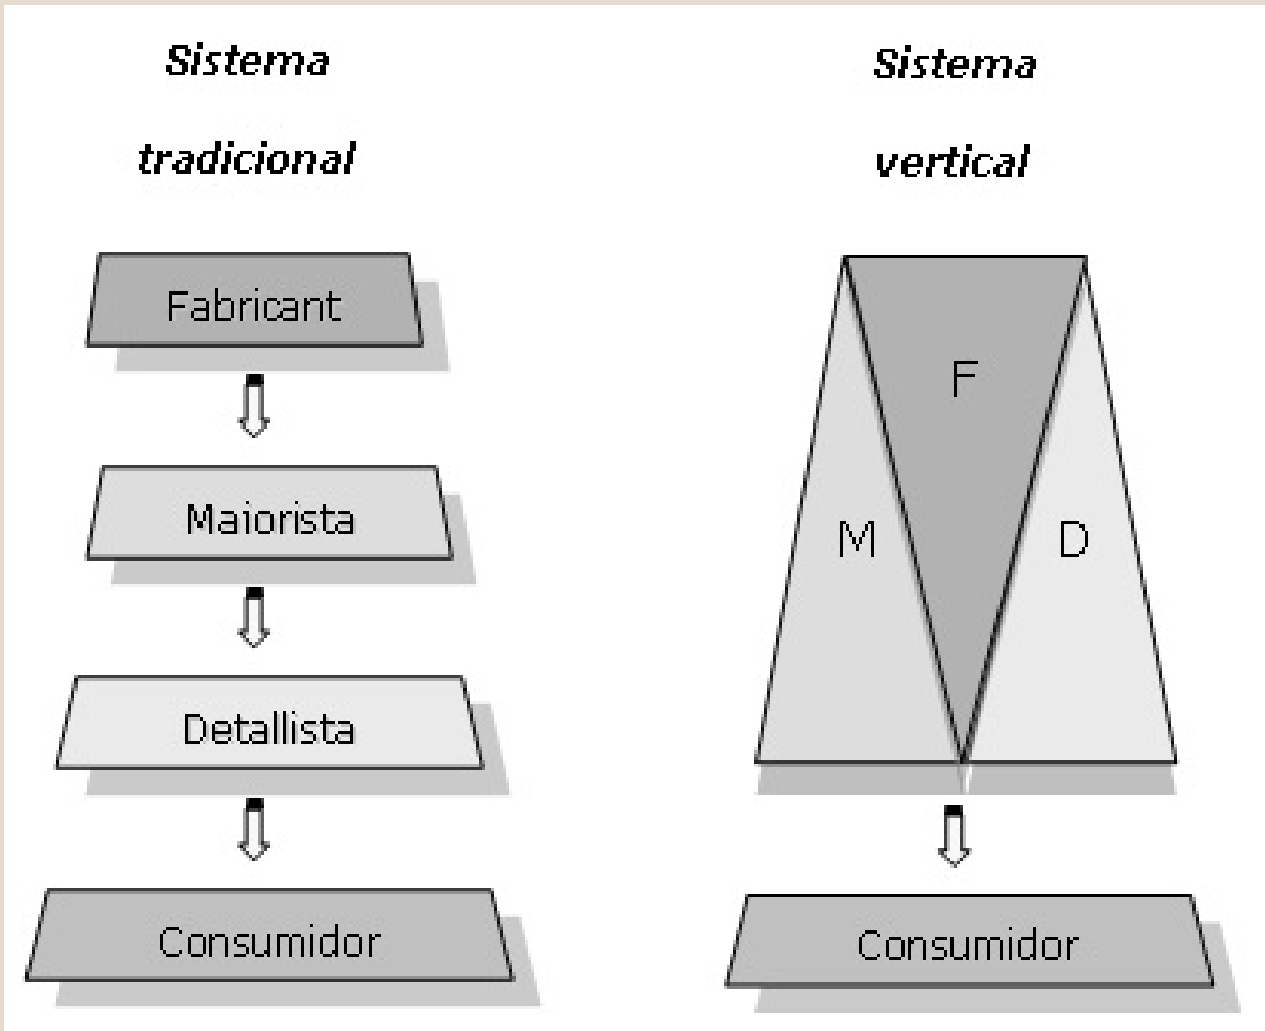 Sistema
tradicional
Fabricant
Maiorista
Detallista
Consumidor
Sistema
vertical
F
M
D
Consumidor